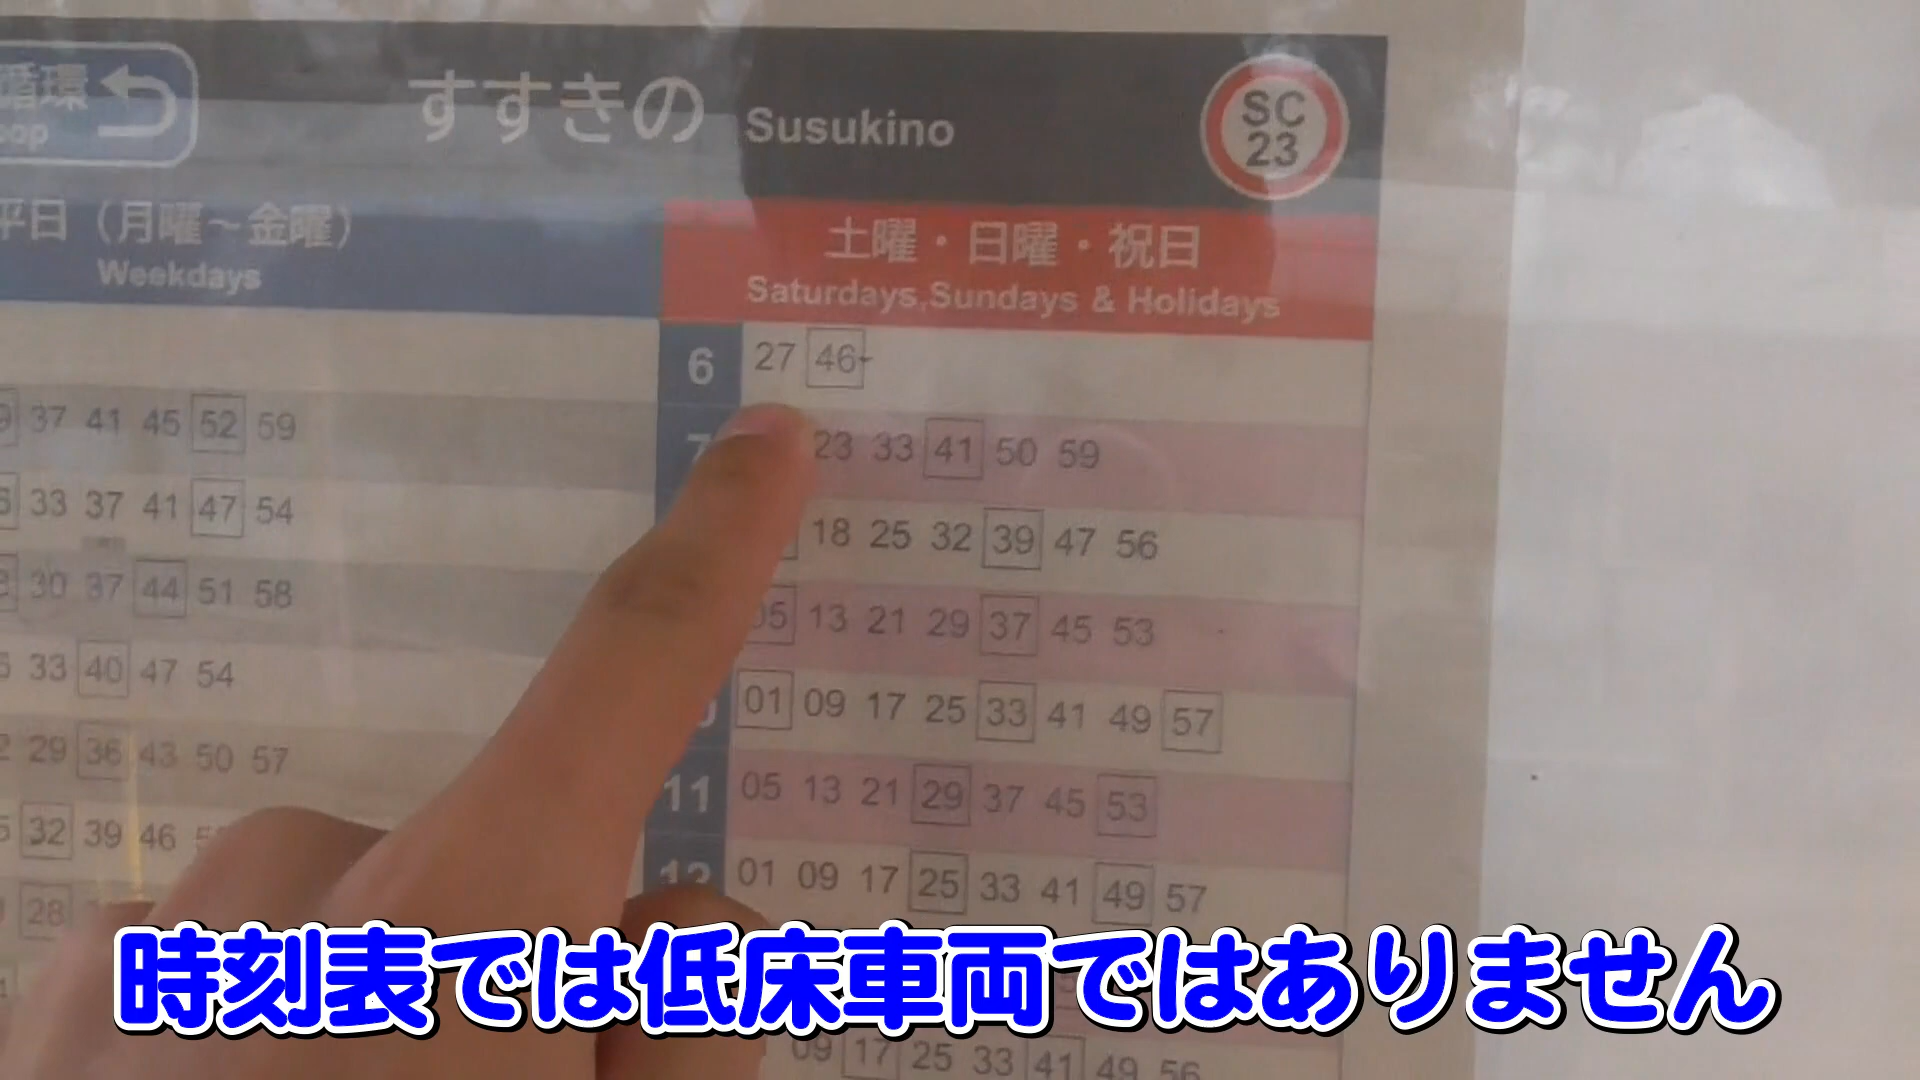 循環
すすきの Susukino
SC
23
平日（月曜～金曜）
Weekdays
土曜・日曜・祝日
Saturdays,Sundays & Holidays
6 27 46
37 41 45 52 59
7 23 33 41 50 59
33 37 41 47 54
18 25 32 39 47 56
30 37 44 51 58
05 13 21 29 37 45 53
33 40 47 54
01 09 17 25 33 41 49 57
29 36 43 50 57
11 05 13 21 29 37 45 53
32 39 46
12 01 09 17 25 33 41 49 57
28
時刻表では低床車両ではありません
09 17 25 33 41 49 56